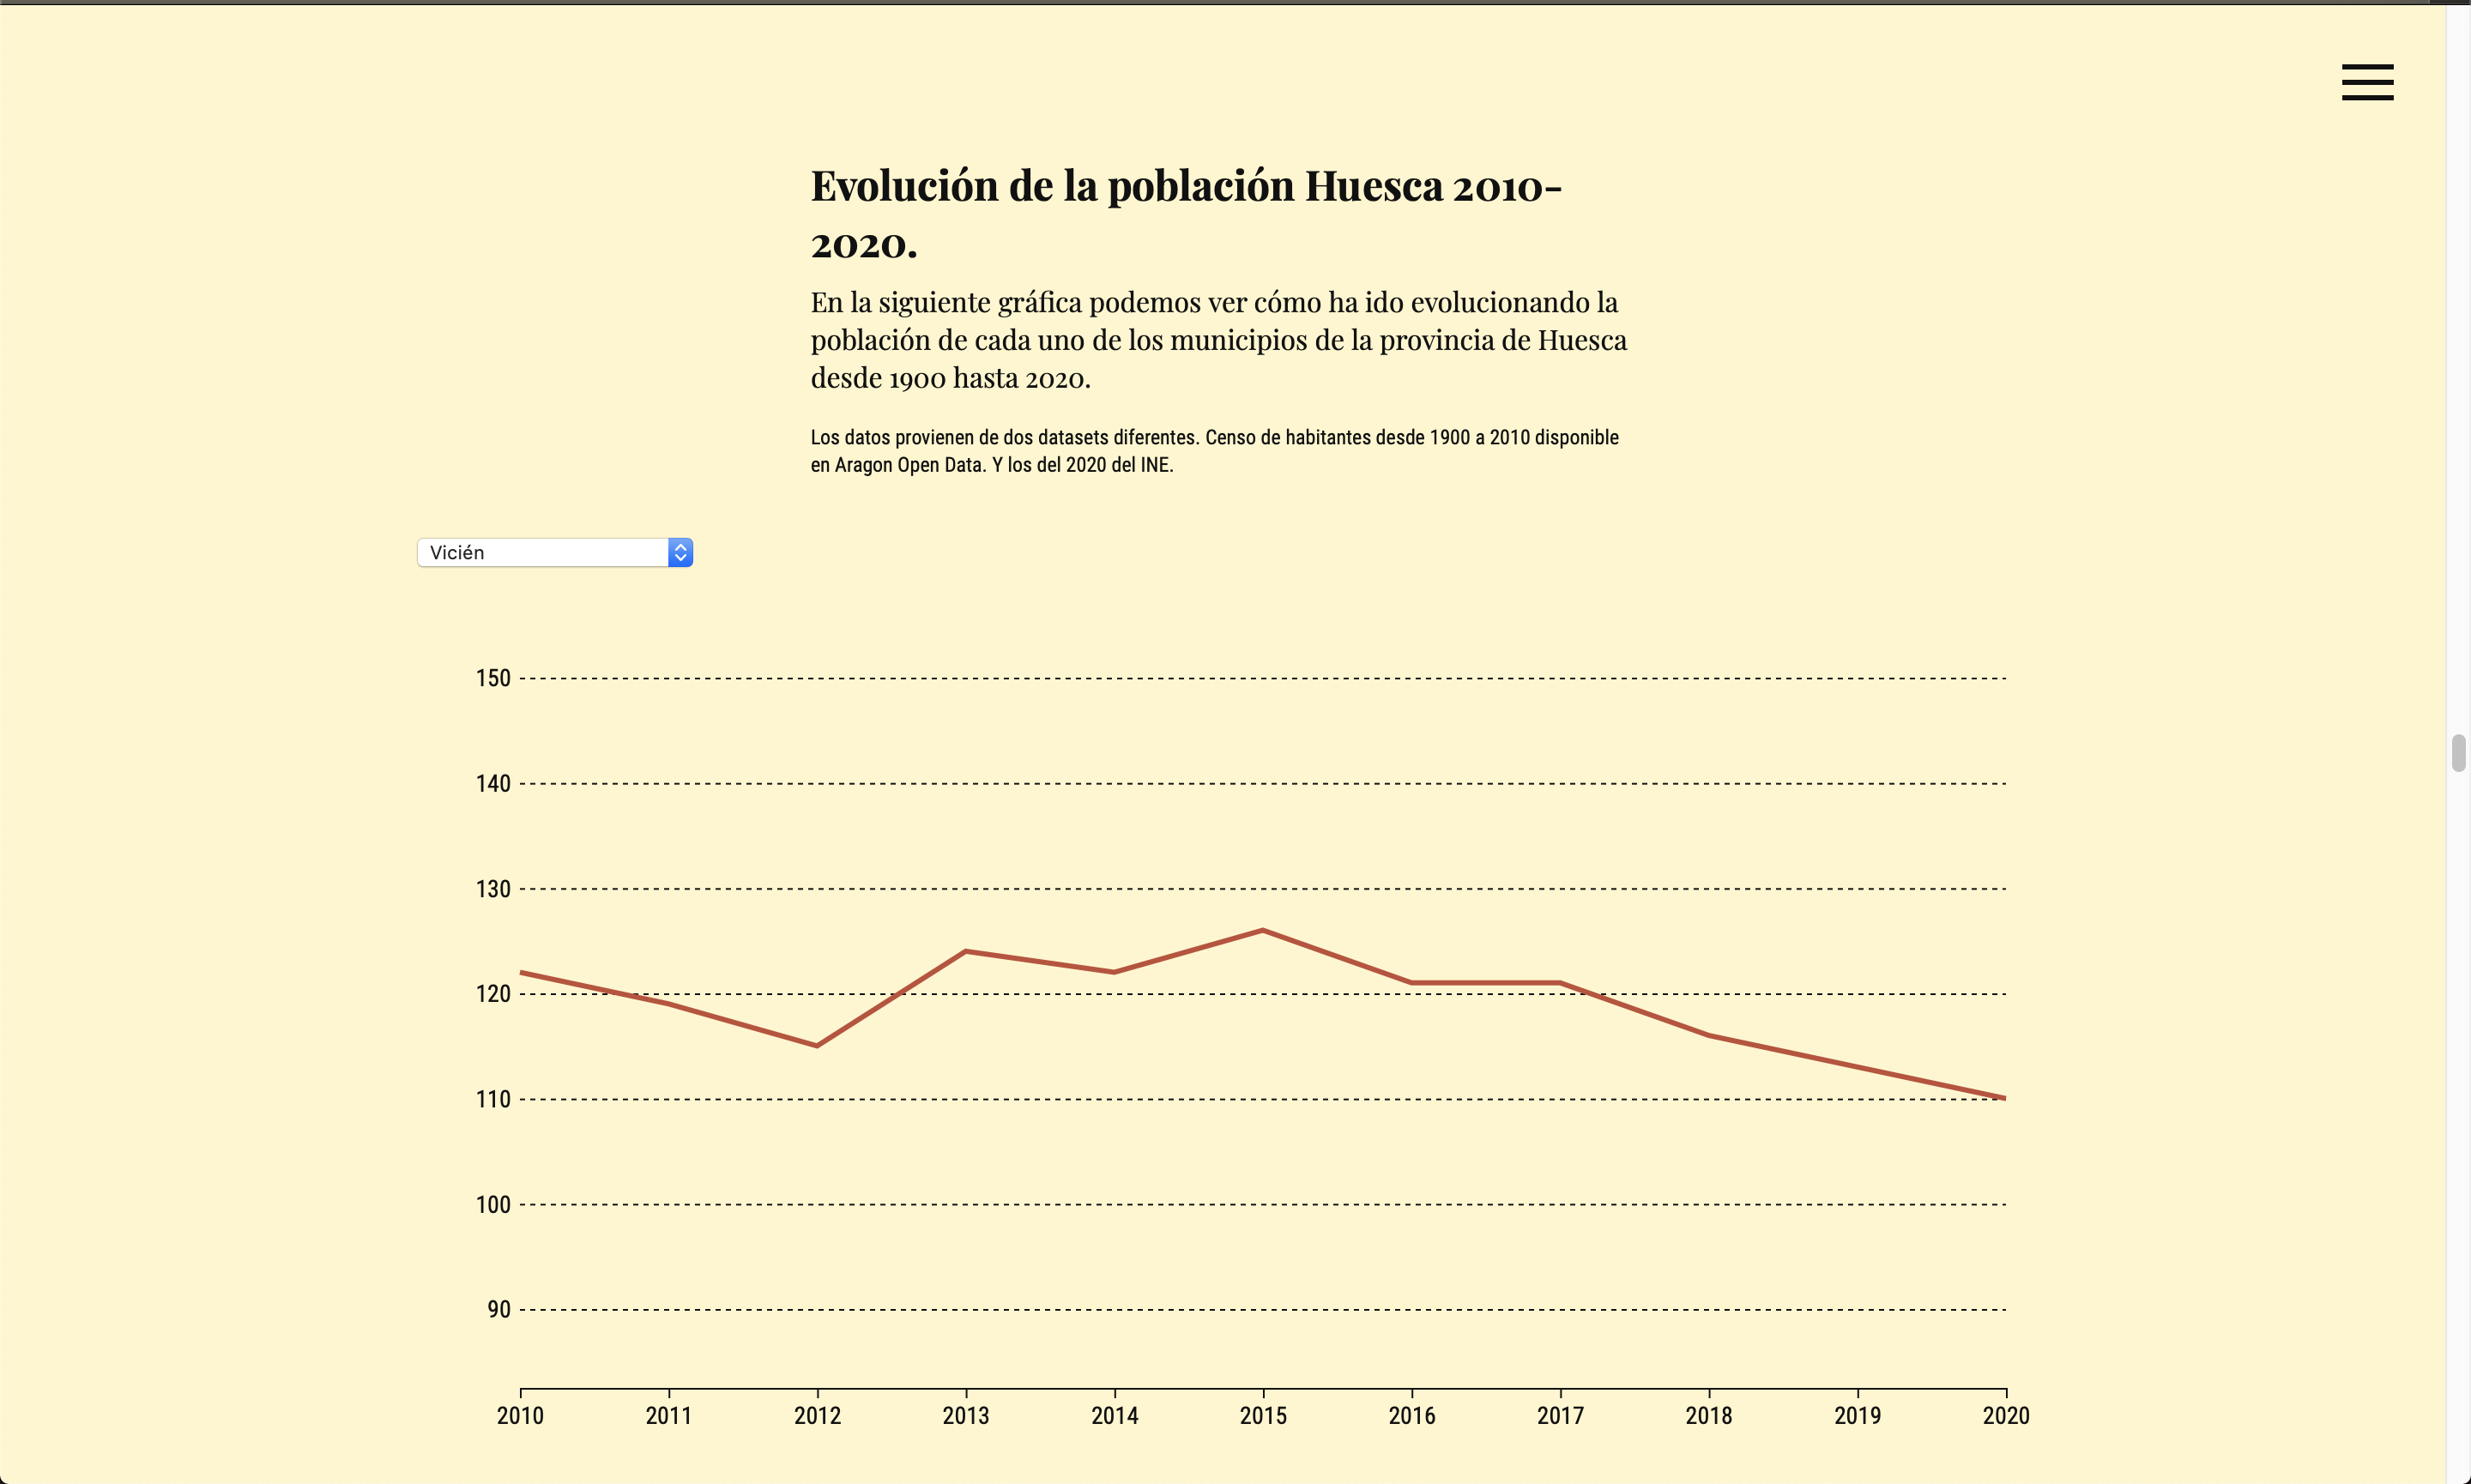 Evolución de la población Huesca 2010-
2020.
En la siguiente gráfica podemos ver cómo ha ido evolucionando la
población de cada uno de los municipios de la provincia de Huesca
desde 1900 hasta 2020.
Los datos provienen de dos datasets diferentes. Censo de habitantes desde 1900 a 2010 disponible
en Aragon Open Data. Y los del 2020 del INE.
Vicién
150
140
130
120
110
100
90
2010 2011 2012 2013 2014 2015 2016 2017 2018 2019 2020